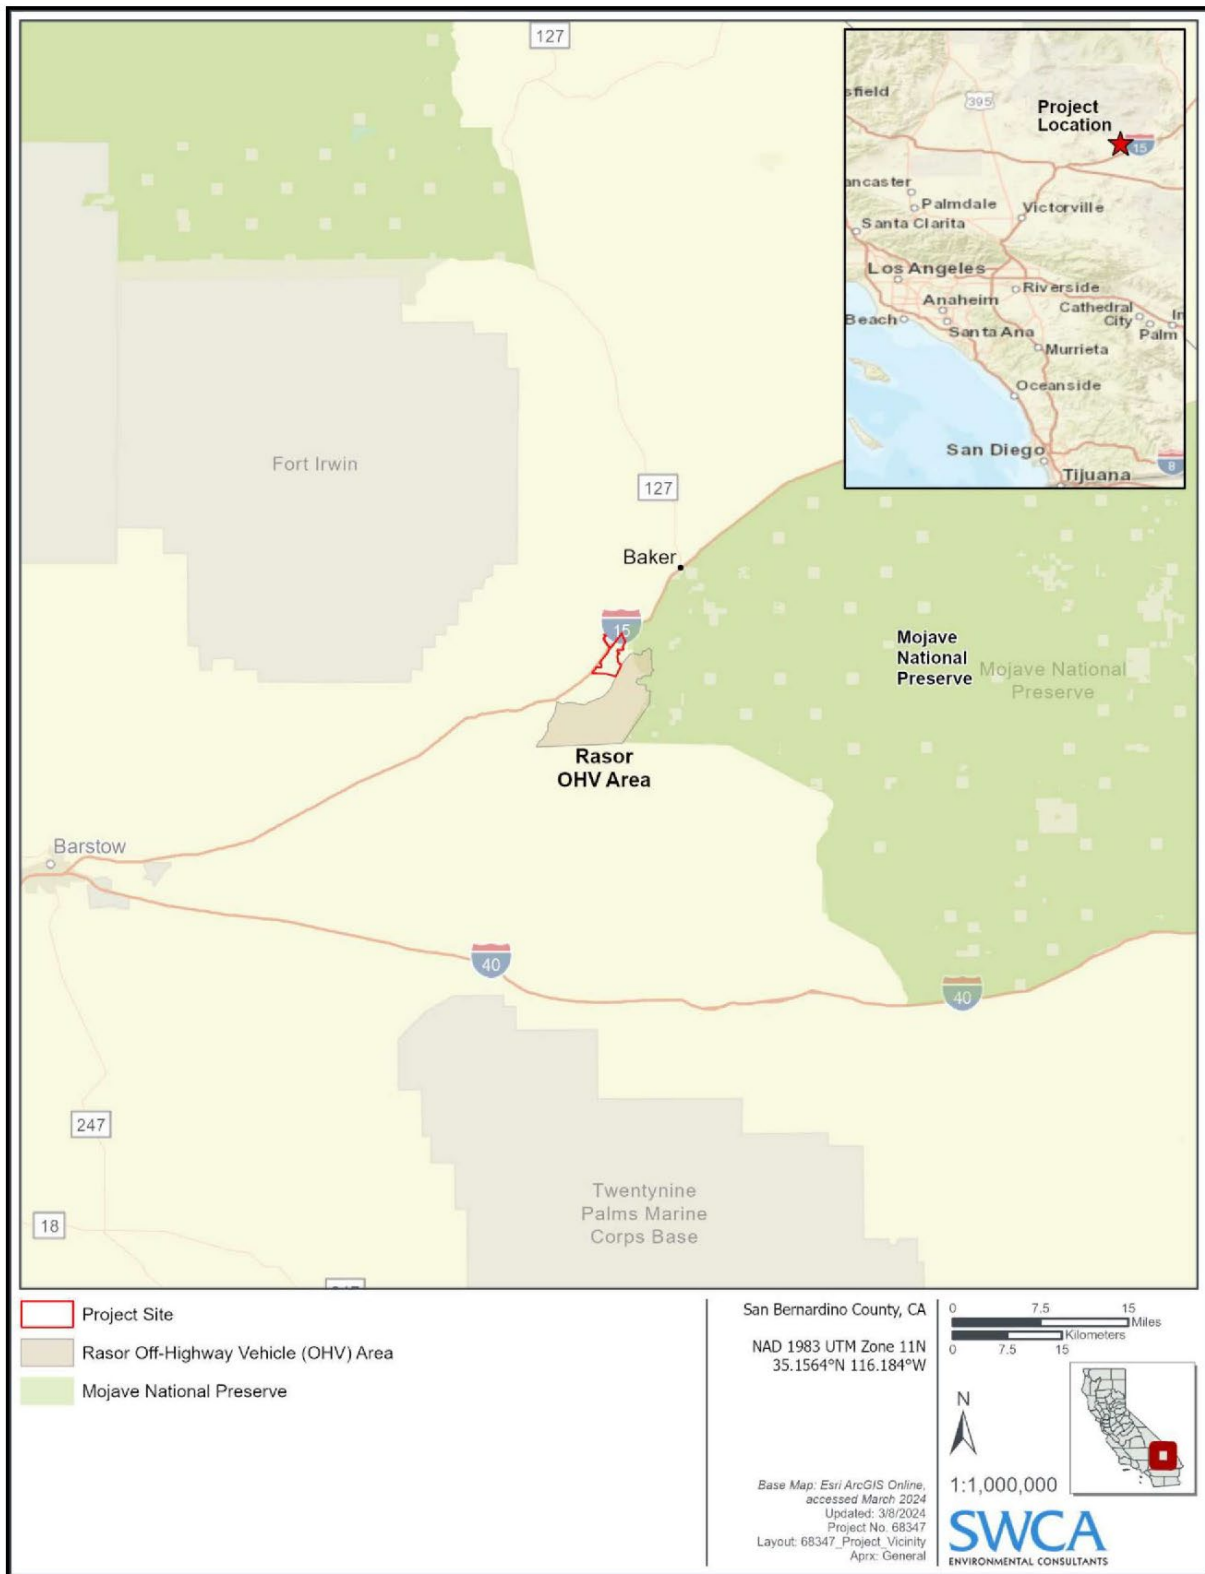 127
sfield
395
Project
Location
15
ancaster
Palmdale
Victorville
Santa Clarita
Los Angeles
Riverside
Anaheim
Cathedral
City
In
Beach
Santa Ana
Palm
Murrieta
Oceanside
San Diego
8
Tijuana
Fort Irwin
127
Baker
15
Mojave
National
Preserve
Mojave National
Preserve
Rasor
OHV Area
Barstow
40
40
247
Twentynine
Palms Marine
Corps Base
18
Project Site
Rasor Off-Highway Vehicle (OHV) Area
Mojave National Preserve
San Bernardino County, CA
NAD 1983 UTM Zone 11N
35.1564°N 116.184°W
Base Map: Esri ArcGIS Online,
accessed March 2024
Updated: 3/8/2024
Project No. 68347
Layout: 68347_Project_Vicinity
Aprx: General
0 7.5 15
Miles
Kilometers
0 7.5 15
N
1:1,000,000
SWCA
ENVIRONMENTAL CONSULTANTS